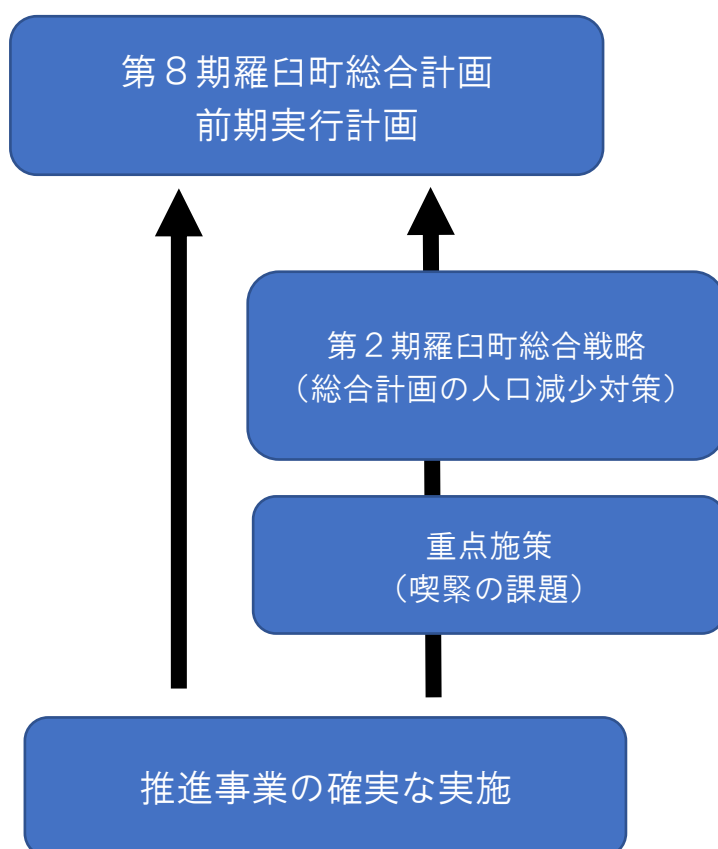 第８期羅臼町総合計画
前期実行計画
第２期羅臼町総合戦略
（総合計画の人口減少対策）
重点施策
（喫緊の課題）
推進事業の確実な実施